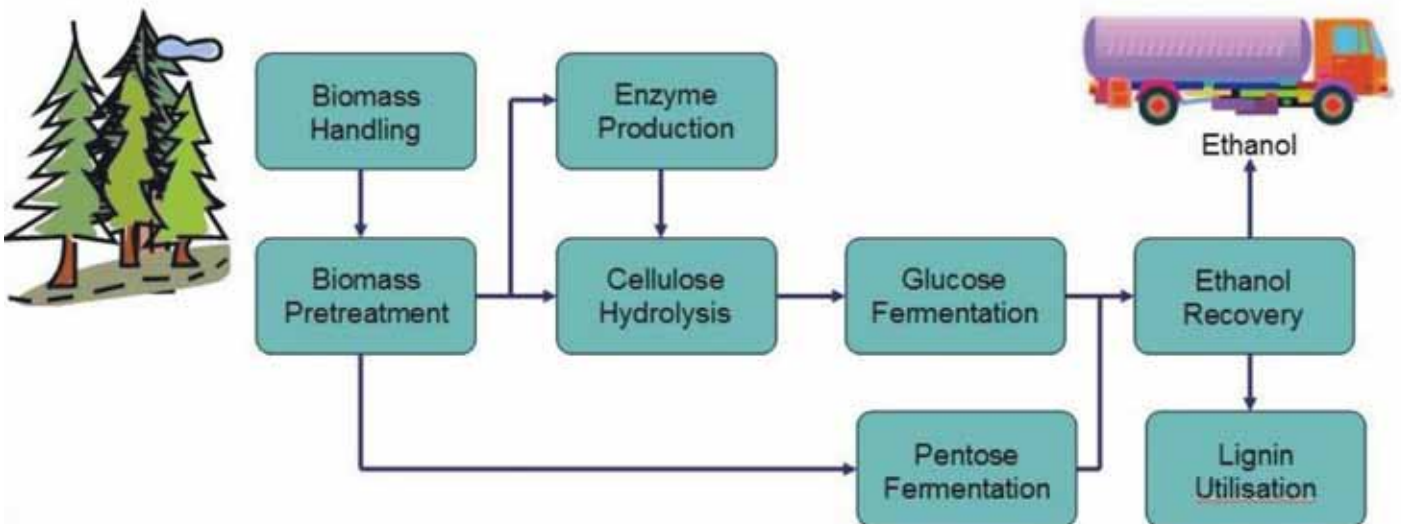 Biomass
Handling
Enzyme
Production
Ethanol
Biomass
Pretreatment
Cellulose
Hydrolysis
Glucose
Fermentation
Ethanol
Recovery
Pentose
Fermentation
Lignin
Utilisation